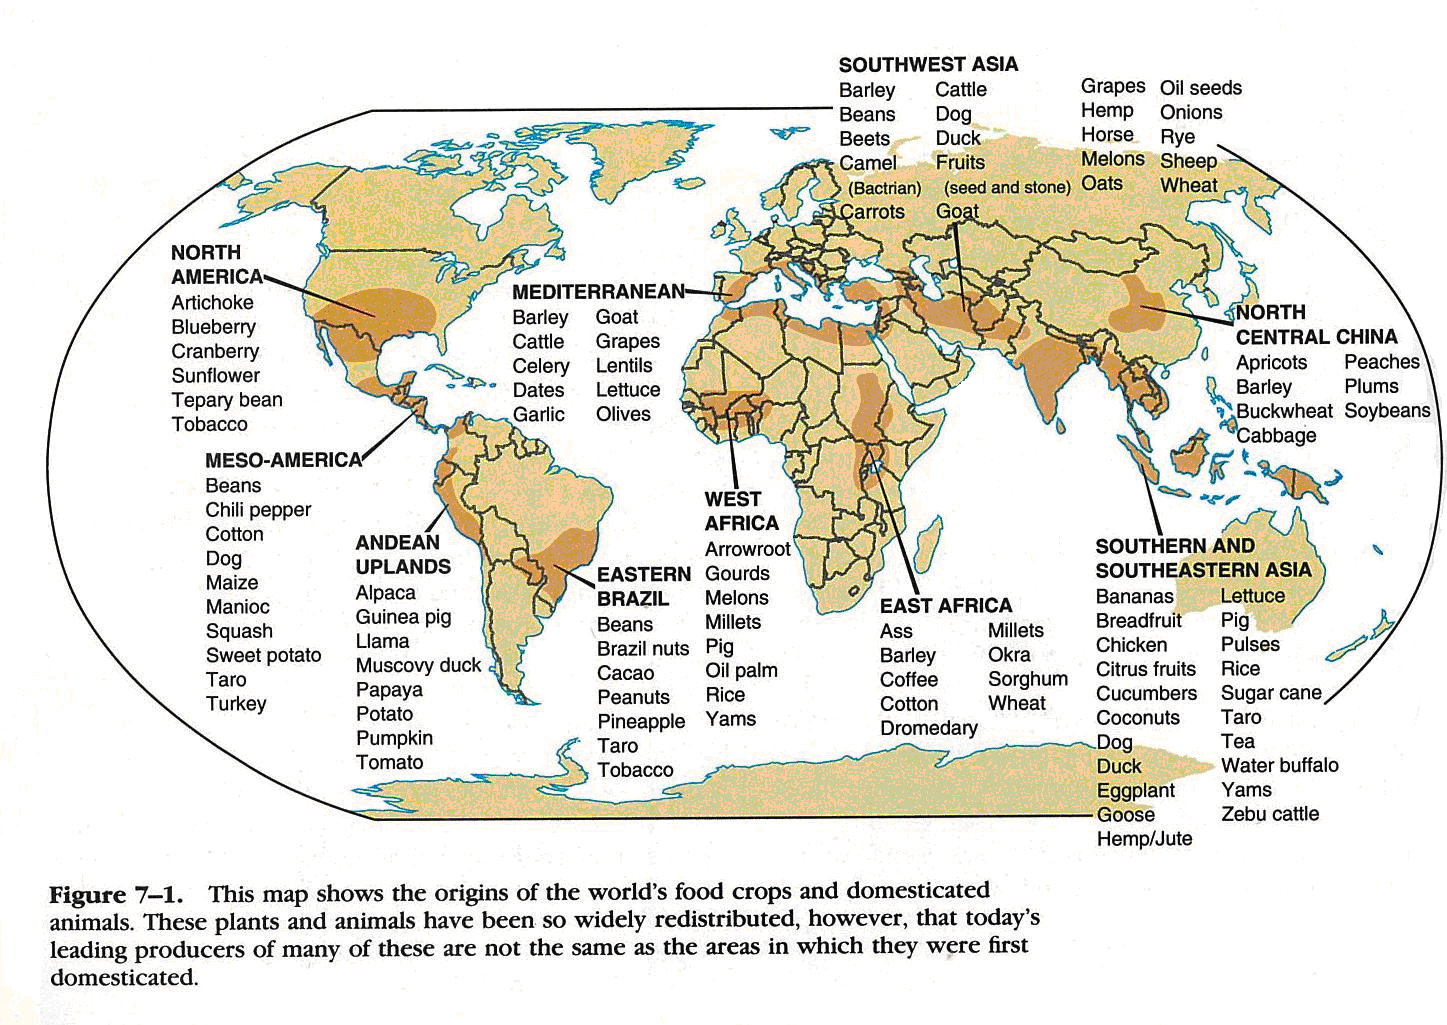 SOUTHWEST ASIA
Barley
Beans
Beets
Camel
(Bactrian)
Carrots
Cattle
Dog
Duck
Fruits
(seed and stone)
Goat
Grapes
Hemp
Horse
Melons
Oats
Oil seeds
Onions
Rye
Sheep
Wheat
NORTH
AMERICA
Artichoke
Blueberry
Cranberry
Sunflower
Tepary bean
Tobacco
MEDITERRANEAN
Barley
Cattle
Celery
Dates
Garlic
Goat
Grapes
Lentils
Lettuce
Olives
NORTH
CENTRAL CHINA
Apricots
Barley
Buckwheat
Cabbage
Peaches
Plums
Soybeans
MESO-AMERICA
Beans
Chili pepper
Cotton
Dog
Maize
Manioc
Squash
Sweet potato
Taro
Turkey
ANDEAN
UPLANDS
Alpaca
Guinea pig
Llama
Muscovy duck
Papaya
Potato
Pumpkin
Tomato
EASTERN
BRAZIL
Beans
Brazil nuts
Cacao
Peanuts
Pineapple
Taro
Tobacco
WEST
AFRICA
Arrowroot
Gourds
Melons
Millets
Pig
Oil palm
Rice
Yams
EAST AFRICA
Ass
Barley
Coffee
Cotton
Dromedary
Millets
Okra
Sorghum
Wheat
SOUTHERN AND
SOUTHEASTERN ASIA
Bananas
Breadfruit
Chicken
Citrus fruits
Cucumbers
Coconuts
Dog
Duck
Eggplant
Goose
Hemp/Jute
Lettuce
Pig
Pulses
Rice
Sugar cane
Taro
Tea
Water buffalo
Yams
Zebu cattle
Figure 7–1. This map shows the origins of the world's food crops and domesticated
animals. These plants and animals have been so widely redistributed, however, that today's
leading producers of many of these are not the same as the areas in which they were first
domesticated.